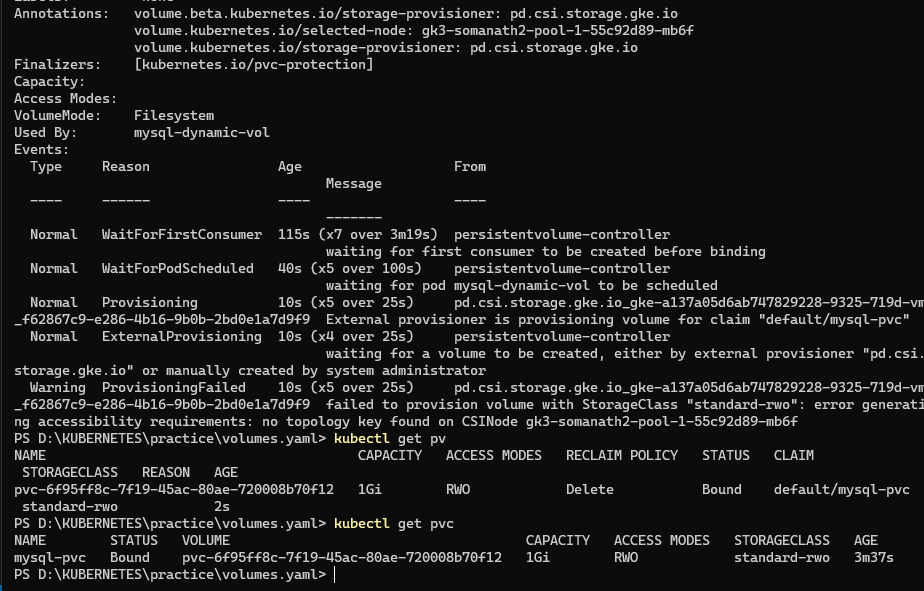 Annotations:   volume.beta.kubernetes.io/storage-provisioner: pd.csi.storage.gke.io
               volume.kubernetes.io/selected-node: gk3-somanath2-pool-1-55c92d89-mb6f
               volume.kubernetes.io/storage-provisioner: pd.csi.storage.gke.io
Finalizers:    [kubernetes.io/pvc-protection]
Capacity:
Access Modes:
VolumeMode:    Filesystem
Used By:       mysql-dynamic-vol
Events:
  Type     Reason                Age                   From
                                       Message
  ----     ------                ----                  ----
                                       -------
  Normal   WaitForFirstConsumer  115s (x7 over 3m19s)  persistentvolume-controller
                                       waiting for first consumer to be created before binding
  Normal   WaitForPodScheduled   40s (x5 over 100s)    persistentvolume-controller
                                       waiting for pod mysql-dynamic-vol to be scheduled
  Normal   Provisioning          10s (x5 over 25s)     pd.csi.storage.gke.io_gke-a137a05d6ab747829228-9325-719d-vm
_f62867c9-e286-4b16-9b0b-2bd0e1a7d9f9  External provisioner is provisioning volume for claim "default/mysql-pvc"
  Normal   ExternalProvisioning  10s (x4 over 25s)     persistentvolume-controller
                                       waiting for a volume to be created, either by external provisioner "pd.csi.
storage.gke.io" or manually created by system administrator
  Warning  ProvisioningFailed    10s (x5 over 25s)     pd.csi.storage.gke.io_gke-a137a05d6ab747829228-9325-719d-vm
_f62867c9-e286-4b16-9b0b-2bd0e1a7d9f9  failed to provision volume with StorageClass "standard-rwo": error generati
ng accessibility requirements: no topology key found on CSINode gk3-somanath2-pool-1-55c92d89-mb6f
PS D:\KUBERNETES\practice\volumes.yaml> kubectl get pv
NAME                                       CAPACITY   ACCESS MODES   RECLAIM POLICY   STATUS   CLAIM
 STORAGECLASS   REASON   AGE
pvc-6f95ff8c-7f19-45ac-80ae-720008b70f12   1Gi        RWO            Delete           Bound    default/mysql-pvc
 standard-rwo            2s
PS D:\KUBERNETES\practice\volumes.yaml> kubectl get pvc
NAME        STATUS   VOLUME                                     CAPACITY   ACCESS MODES   STORAGECLASS   AGE
mysql-pvc   Bound    pvc-6f95ff8c-7f19-45ac-80ae-720008b70f12   1Gi        RWO            standard-rwo   3m37s
PS D:\KUBERNETES\practice\volumes.yaml>